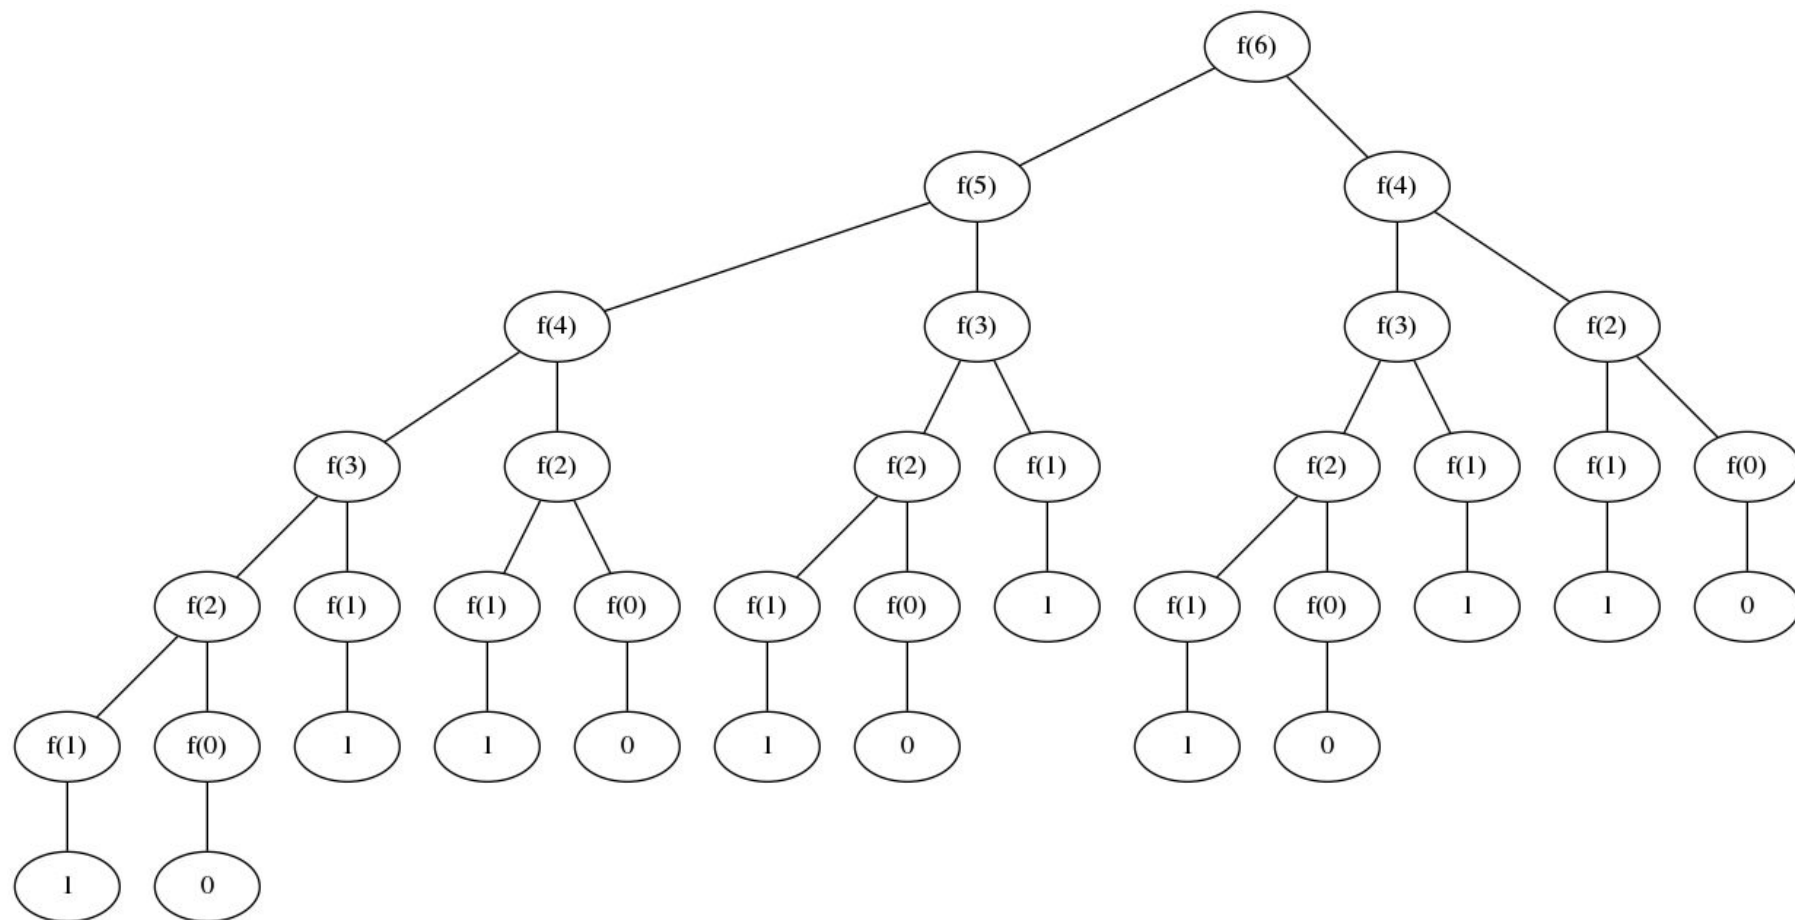 f(6)
f(5) f(4)
f(4) f(3) f(3) f(2)
f(3) f(2) f(2) f(1) f(2) f(1) f(1) f(0)
f(2) f(1) f(1) f(0) f(1) f(0) 1 f(1) f(0) 1 1 0
f(1) f(0) 1 1 0 1 0 1 0
1 0